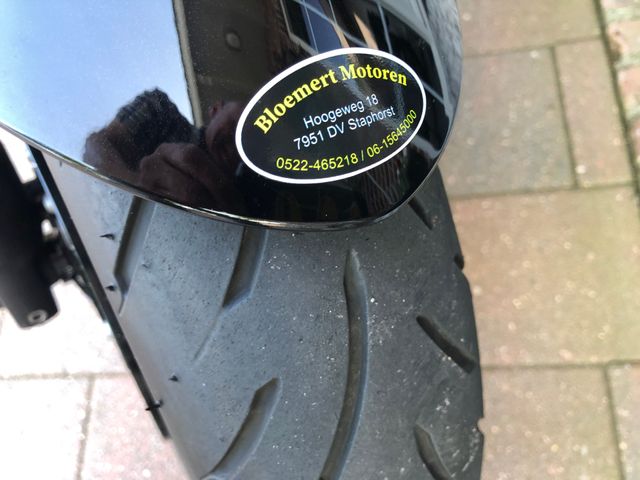 Bloemert Motoren
Hoogeweg 18
7951 DV Staphorst
0522-465218 / 06-15645000